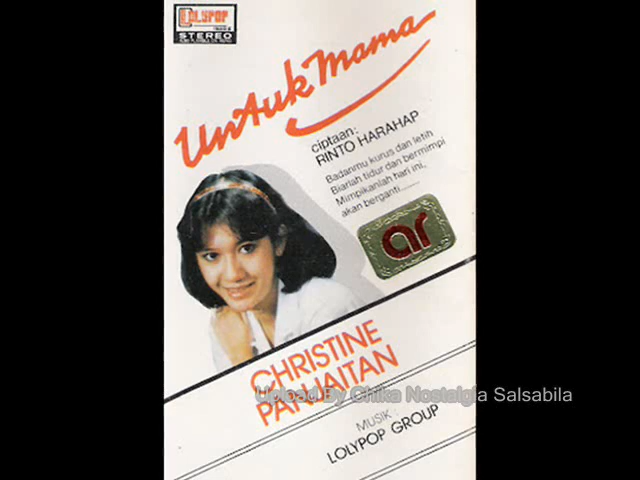 LOLYPOP
STEREO
Untuk Mama
ciptaan:
RINTO HARAHAP
Badanmu kurus dan letih
Biarlah tidur dan bermimpi
Mimpikanlah hari ini,
akan berganti.......
ar
CHRISTINE
PANJAITAN
Upload By Chika Nostalgia Salsabila
MUSIK :
LOLYPOP GROUP